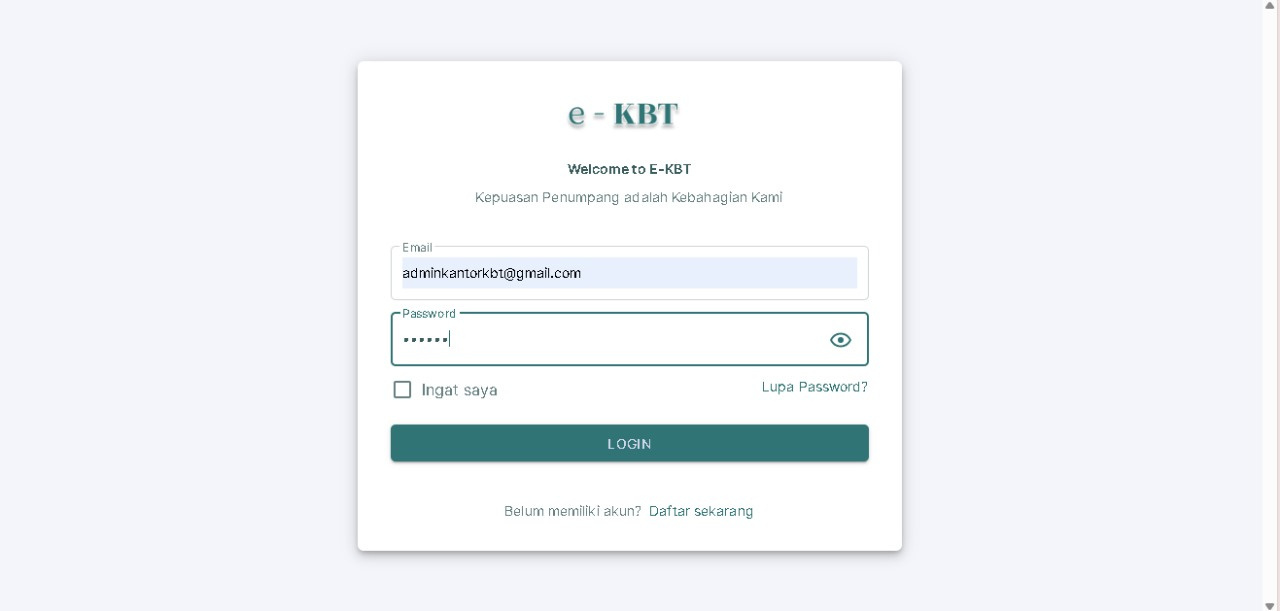 e - KBT
Welcome to E-KBT
Kepuasan Penumpang adalah Kebahagian Kami
Email
adminkantorkbt@gmail.com
Password
••••••
Ingat saya
Lupa Password?
LOGIN
Belum memiliki akun? Daftar sekarang